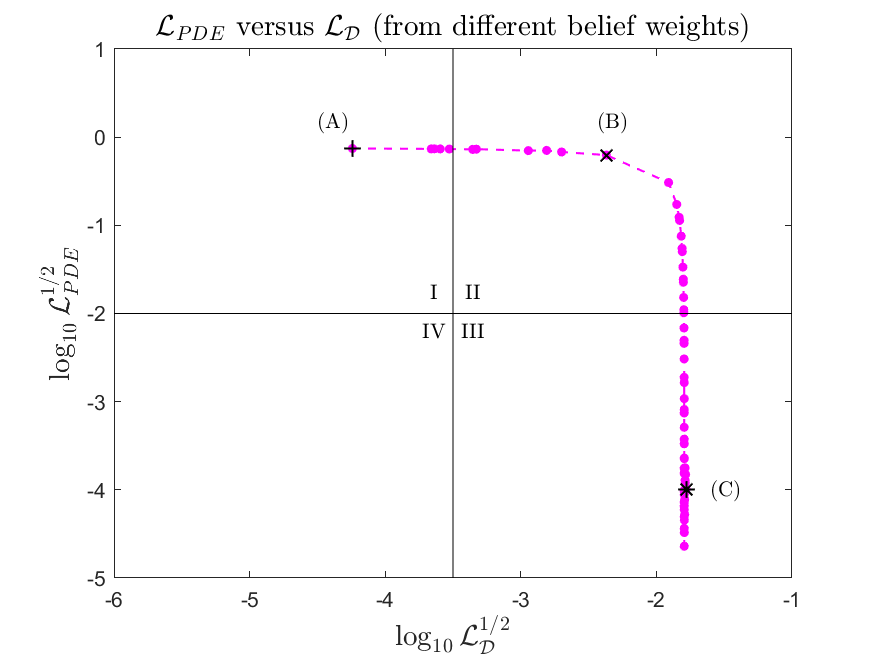 ℒ_PDE versus ℒ_𝒟 (from different belief weights)
1
0
-1
-2
-3
-4
-5
log₁₀ ℒ_PDE^1/2
(A)
(B)
I
II
IV
III
(C)
-6
-5
-4
-3
-2
-1
log₁₀ ℒ_𝒟^1/2